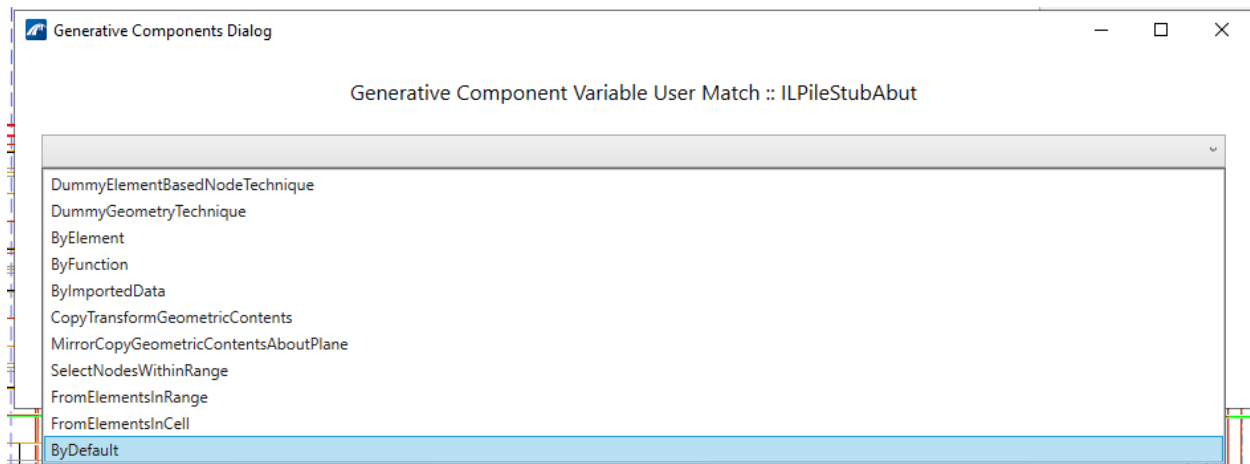 Generative Components Dialog
Generative Component Variable User Match :: ILPileStubAbut
DummyElementBasedNodeTechnique
DummyGeometryTechnique
ByElement
ByFunction
ByImportedData
CopyTransformGeometricContents
MirrorCopyGeometricContentsAboutPlane
SelectNodesWithinRange
FromElementsInRange
FromElementsInCell
ByDefault